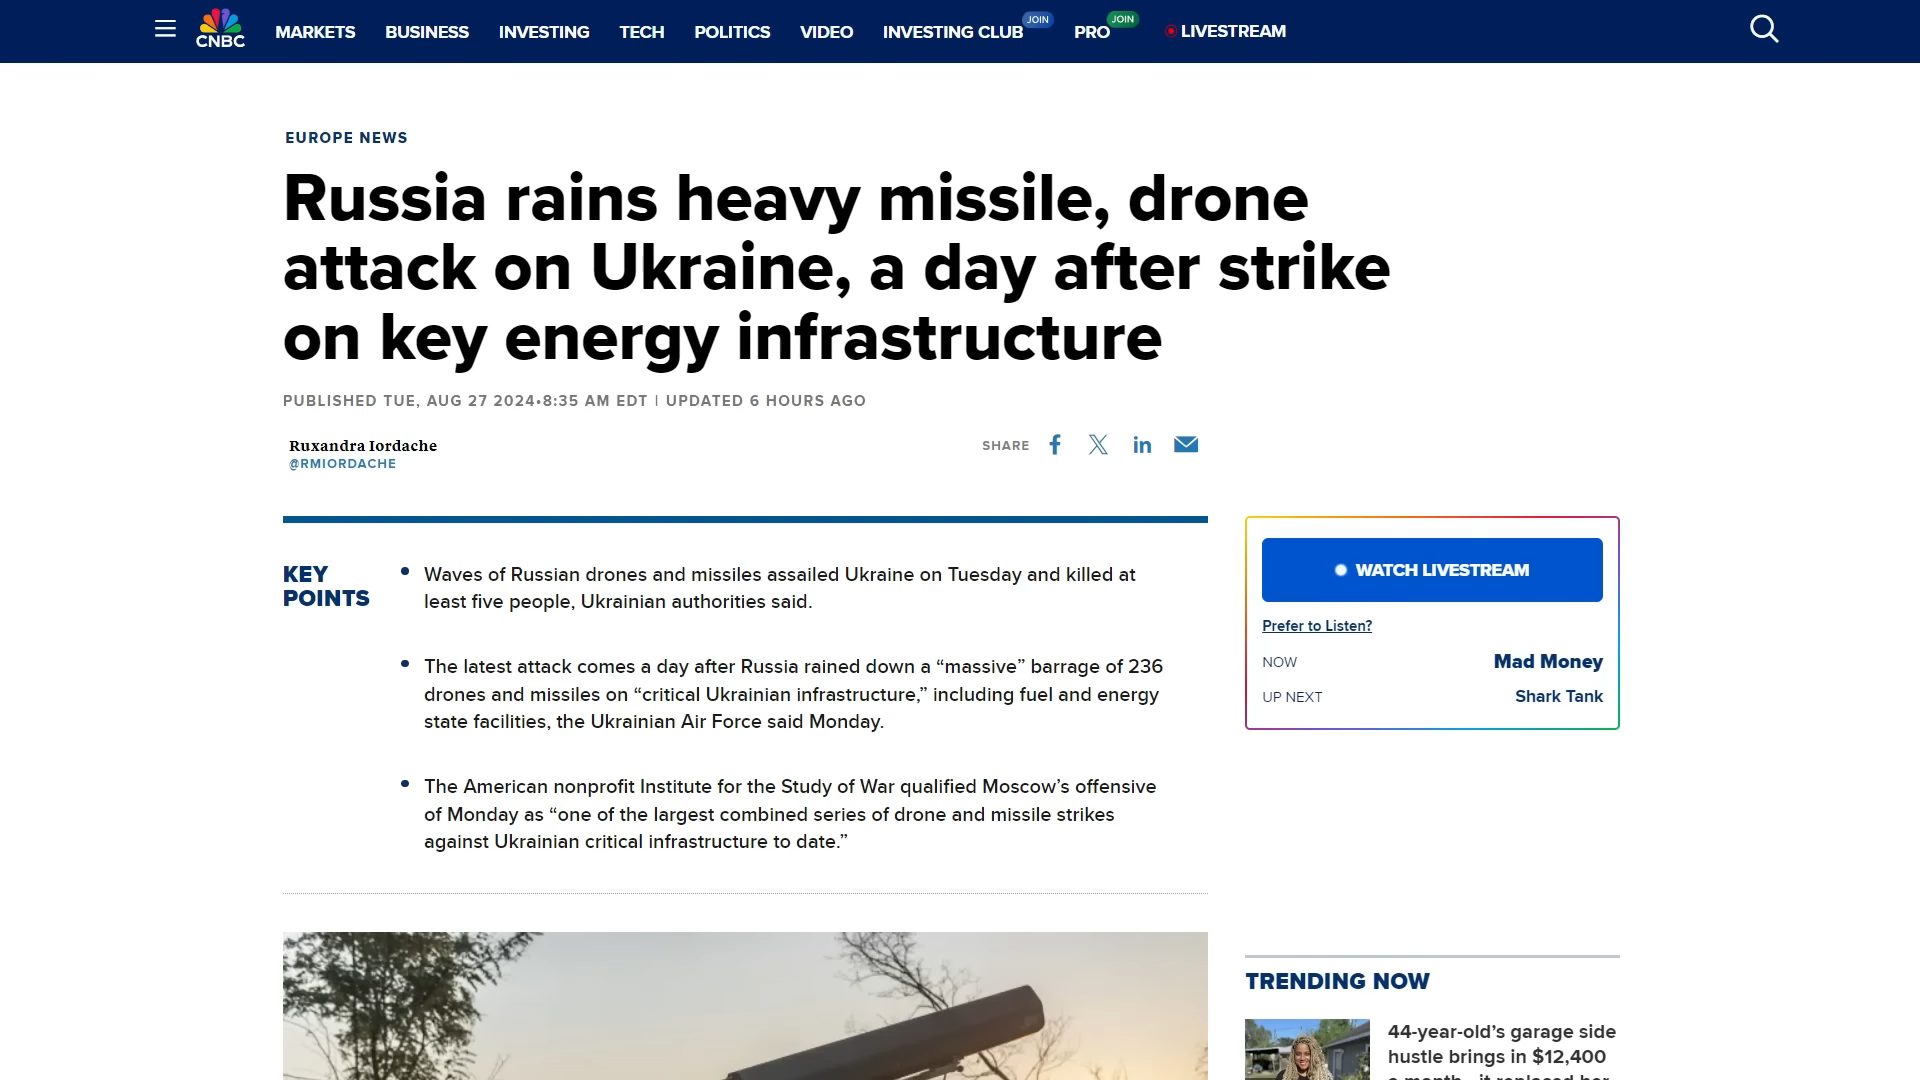 CNBC
MARKETS BUSINESS INVESTING TECH POLITICS VIDEO INVESTING CLUB JOIN PRO JOIN LIVESTREAM
EUROPE NEWS
Russia rains heavy missile, drone
attack on Ukraine, a day after strike
on key energy infrastructure
PUBLISHED TUE, AUG 27 2024•8:35 AM EDT | UPDATED 6 HOURS AGO
Ruxandra Iordache
@RMIORDACHE
SHARE
KEY
POINTS
Waves of Russian drones and missiles assailed Ukraine on Tuesday and killed at
least five people, Ukrainian authorities said.
The latest attack comes a day after Russia rained down a “massive” barrage of 236
drones and missiles on “critical Ukrainian infrastructure,” including fuel and energy
state facilities, the Ukrainian Air Force said Monday.
The American nonprofit Institute for the Study of War qualified Moscow’s offensive
of Monday as “one of the largest combined series of drone and missile strikes
against Ukrainian critical infrastructure to date.”
WATCH LIVESTREAM
Prefer to Listen?
NOW Mad Money
UP NEXT Shark Tank
TRENDING NOW
44-year-old’s garage side
hustle brings in $12,400
a month—it replaced her